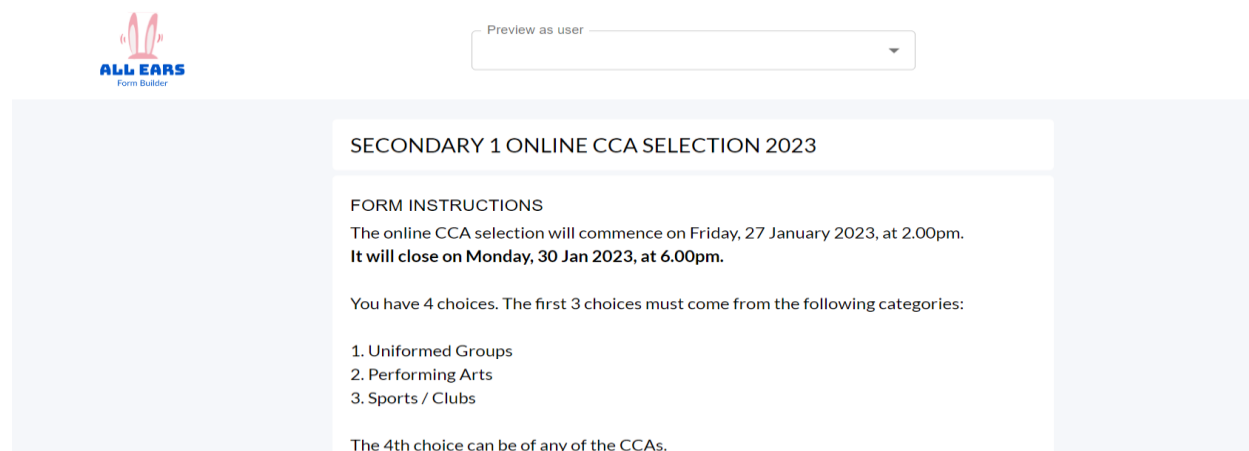 Preview as user
ALL EARS
Form Builder
SECONDARY 1 ONLINE CCA SELECTION 2023
FORM INSTRUCTIONS
The online CCA selection will commence on Friday, 27 January 2023, at 2.00pm.
It will close on Monday, 30 Jan 2023, at 6.00pm.
You have 4 choices. The first 3 choices must come from the following categories:
1. Uniformed Groups
2. Performing Arts
3. Sports / Clubs
The 4th choice can be of any of the CCAs.